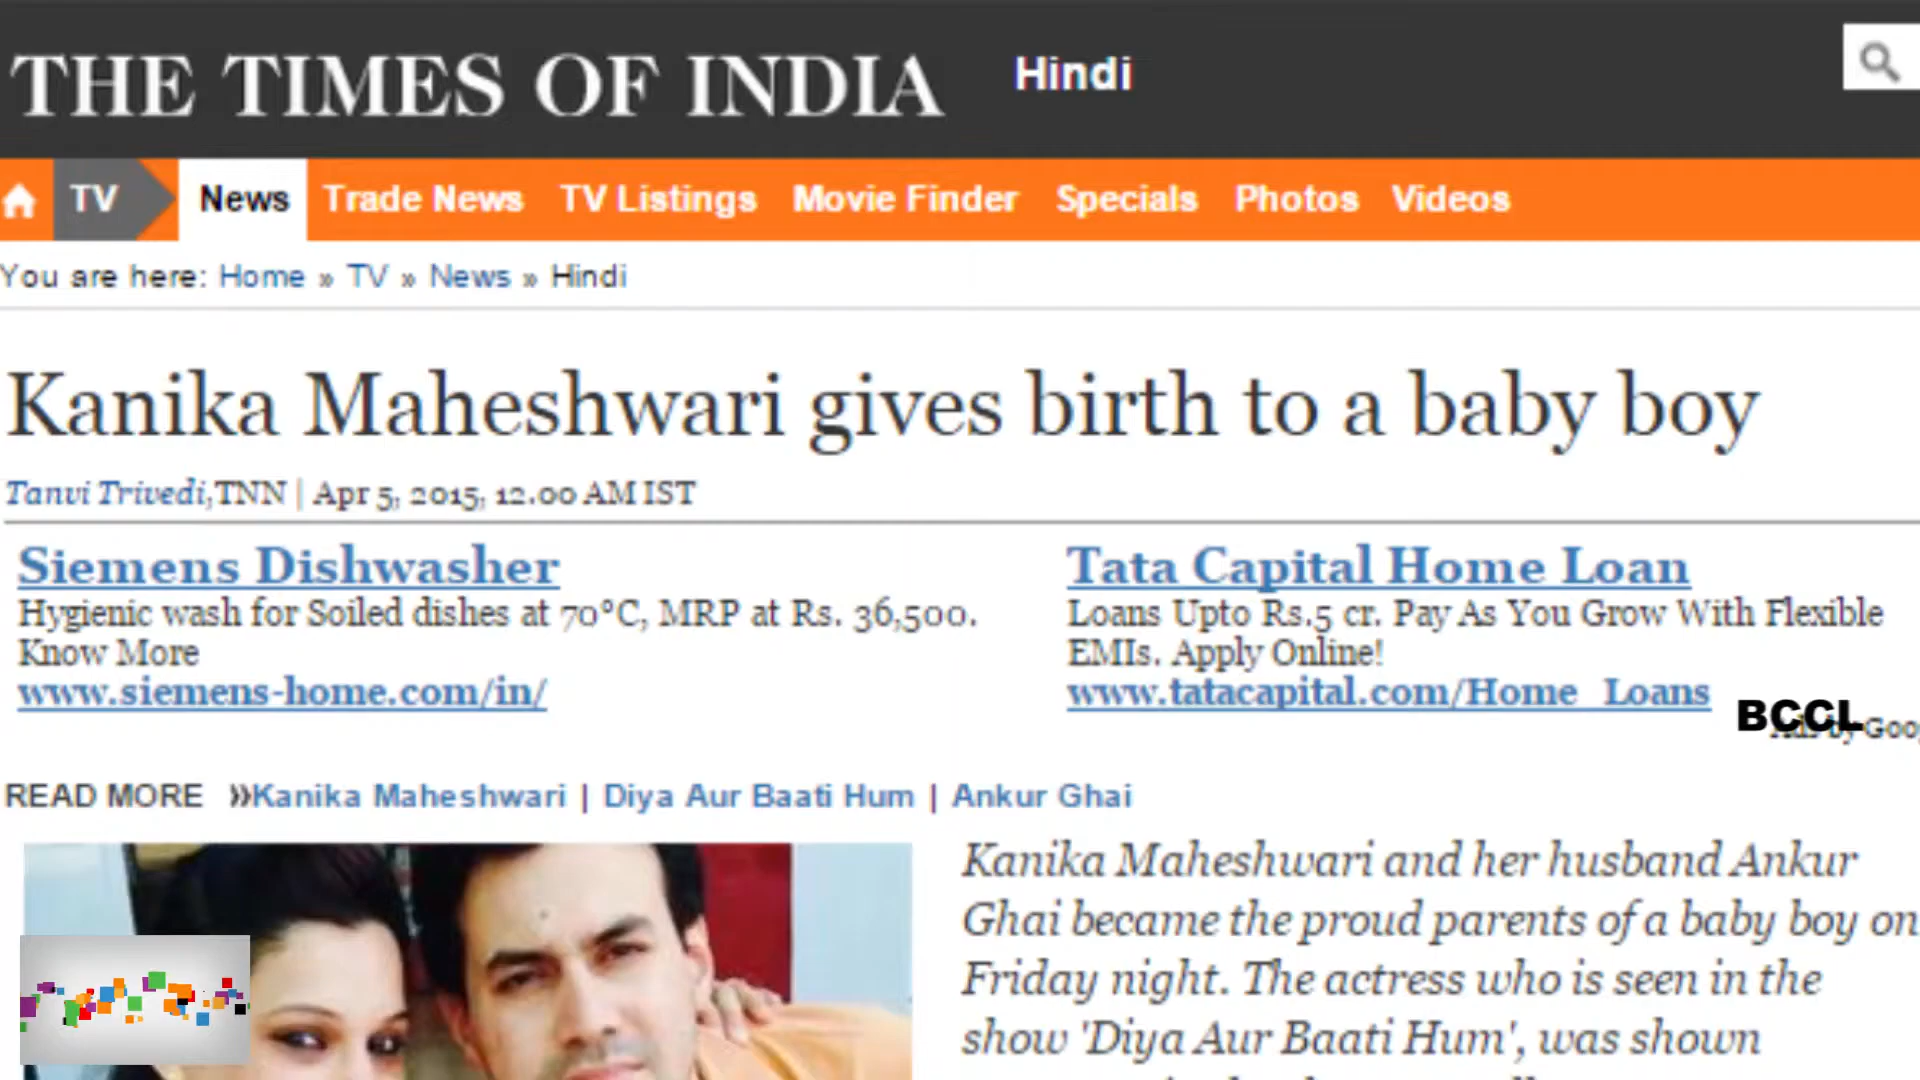 THE TIMES OF INDIA Hindi
TV News Trade News TV Listings Movie Finder Specials Photos Videos
You are here: Home » TV » News » Hindi
Kanika Maheshwari gives birth to a baby boy
Tanvi Trivedi,TNN | Apr 5, 2015, 12.00 AM IST
Siemens Dishwasher
Hygienic wash for Soiled dishes at 70°C, MRP at Rs. 36,500.
Know More
www.siemens-home.com/in/
Tata Capital Home Loan
Loans Upto Rs.5 cr. Pay As You Grow With Flexible
EMIs. Apply Online!
www.tatacapital.com/Home_Loans
BCCL
READ MORE »Kanika Maheshwari | Diya Aur Baati Hum | Ankur Ghai
Kanika Maheshwari and her husband Ankur
Ghai became the proud parents of a baby boy on
Friday night. The actress who is seen in the
show 'Diya Aur Baati Hum', was shown